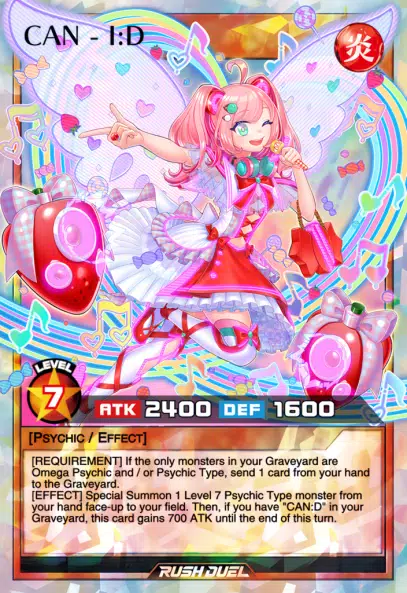 CAN - I:D
炎
LEVEL
7
ATK 2400 DEF 1600
[PSYCHIC / EFFECT]
[REQUIREMENT] If the only monsters in your Graveyard are
Omega Psychic and / or Psychic Type, send 1 card from your hand
to the Graveyard.
[EFFECT] Special Summon 1 Level 7 Psychic Type monster from
your hand face-up to your field. Then, if you have "CAN:D" in your
Graveyard, this card gains 700 ATK until the end of this turn.
RUSH DUEL